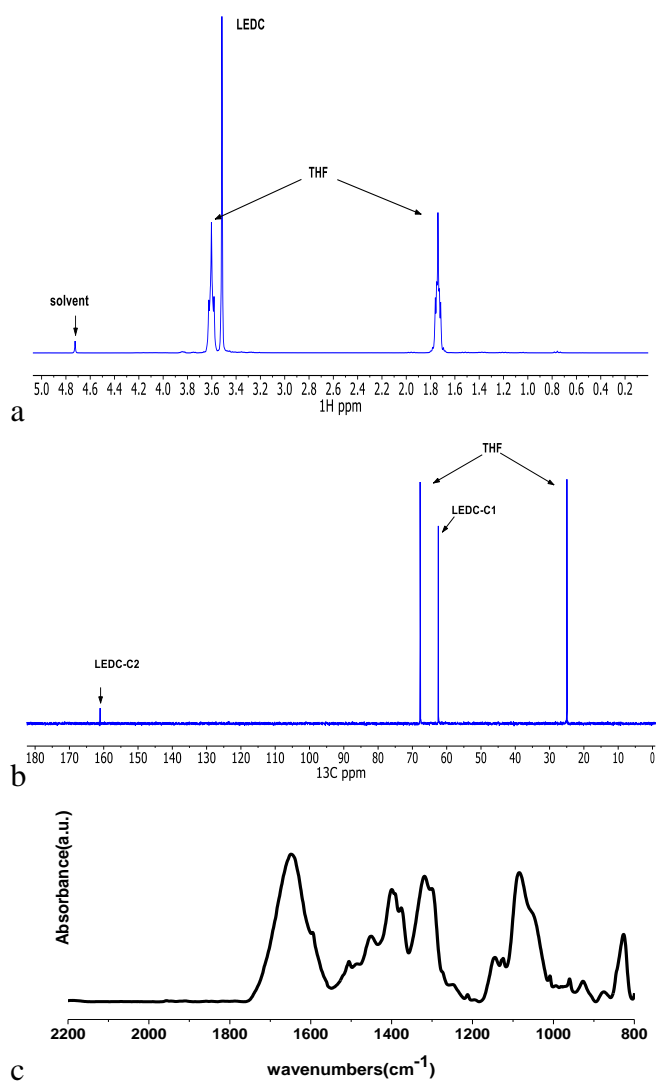 LEDC
THF
solvent
5.0 4.8 4.6 4.4 4.2 4.0 3.8 3.6 3.4 3.2 3.0 2.8 2.6 2.4 2.2 2.0 1.8 1.6 1.4 1.2 1.0 0.8 0.6 0.4 0.2
1H ppm
a
THF
LEDC-C1
LEDC-C2
180 170 160 150 140 130 120 110 100 90 80 70 60 50 40 30 20 10 0
13C ppm
b
Absorbance(a.u.)
2200 2000 1800 1600 1400 1200 1000 800
wavenumbers(cm⁻¹)
c